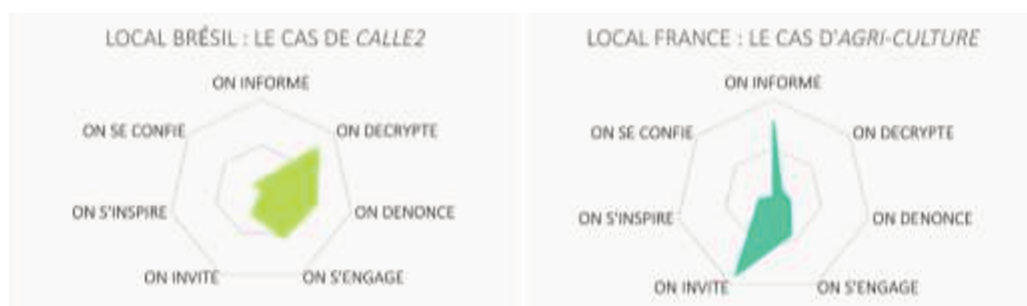 LOCAL BRÉSIL : LE CAS DE CALLE2
ON INFORME
ON SE CONFIE
ON DECRYPTE
ON S'INSPIRE
ON DENONCE
ON INVITE
ON S'ENGAGE
LOCAL FRANCE : LE CAS D'AGRI-CULTURE
ON INFORME
ON SE CONFIE
ON DECRYPTE
ON S'INSPIRE
ON DENONCE
ON INVITE
ON S'ENGAGE